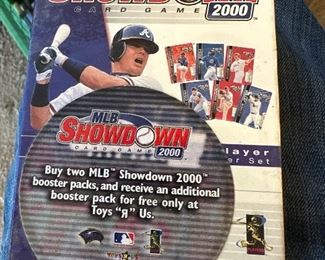 SHOWDOWN
CARD GAME 2000
layer
er Set
MLB
SHOWDOWN
CARD GAME 2000
Buy two MLB™ Showdown 2000™
booster packs, and receive an additional
booster pack for free only at
Toys "Я" Us.